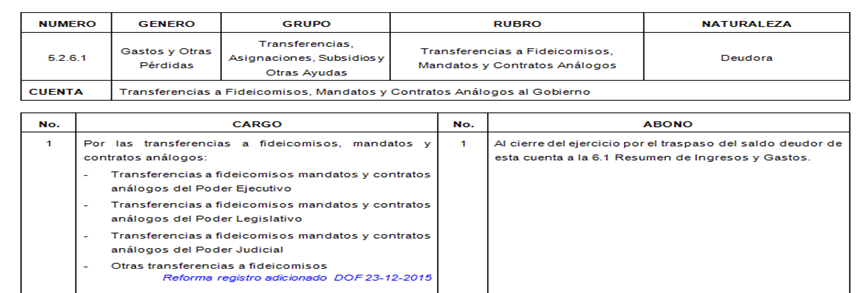 NUMERO GENERO GRUPO RUBRO NATURALEZA
5.2.6.1 Gastos y Otras Pérdidas Transferencias, Asignaciones, Subsidios y Otras Ayudas Transferencias a Fideicomisos, Mandatos y Contratos Análogos Deudora
CUENTA Transferencias a Fideicomisos, Mandatos y Contratos Análogos al Gobierno
No. CARGO No. ABONO
1 Por las transferencias a fideicomisos, mandatos y
contratos análogos:
- Transferencias a fideicomisos mandatos y contratos
análogos del Poder Ejecutivo
- Transferencias a fideicomisos mandatos y contratos
análogos del Poder Legislativo
- Transferencias a fideicomisos mandatos y contratos
análogos del Poder Judicial
- Otras transferencias a fideicomisos
Reforma registro adicionado DOF 23-12-2015
1 Al cierre del ejercicio por el traspaso del saldo deudor de
esta cuenta a la 6.1 Resumen de Ingresos y Gastos.